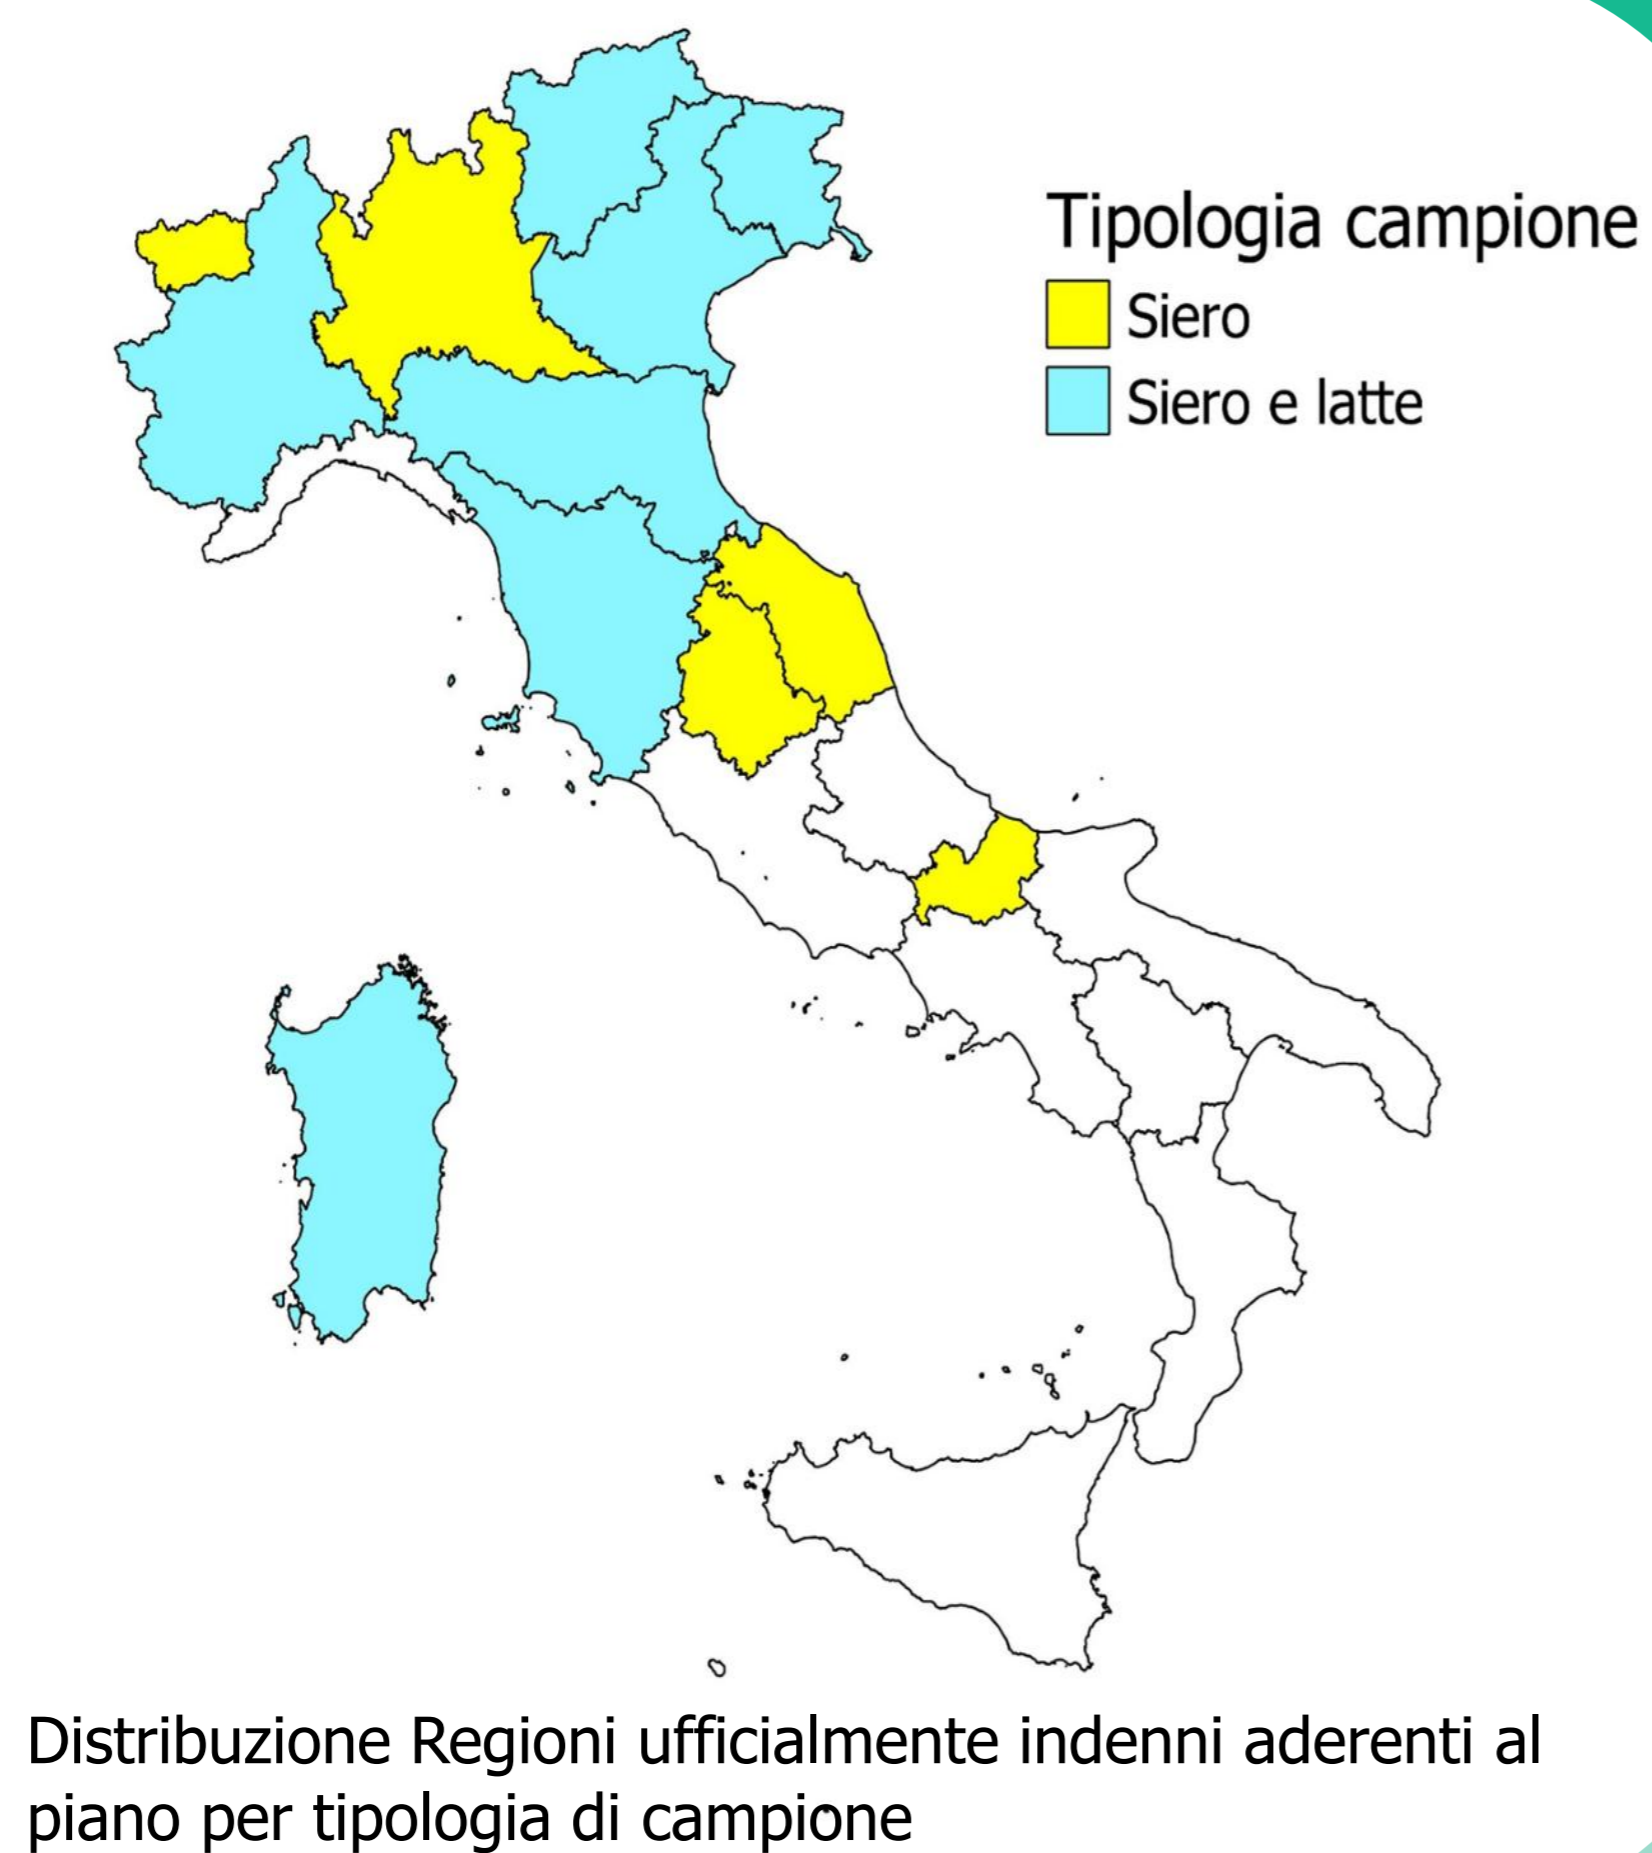 Tipologia campione
Siero
Siero e latte
Distribuzione Regioni ufficialmente indenni aderenti al
piano per tipologia di campione